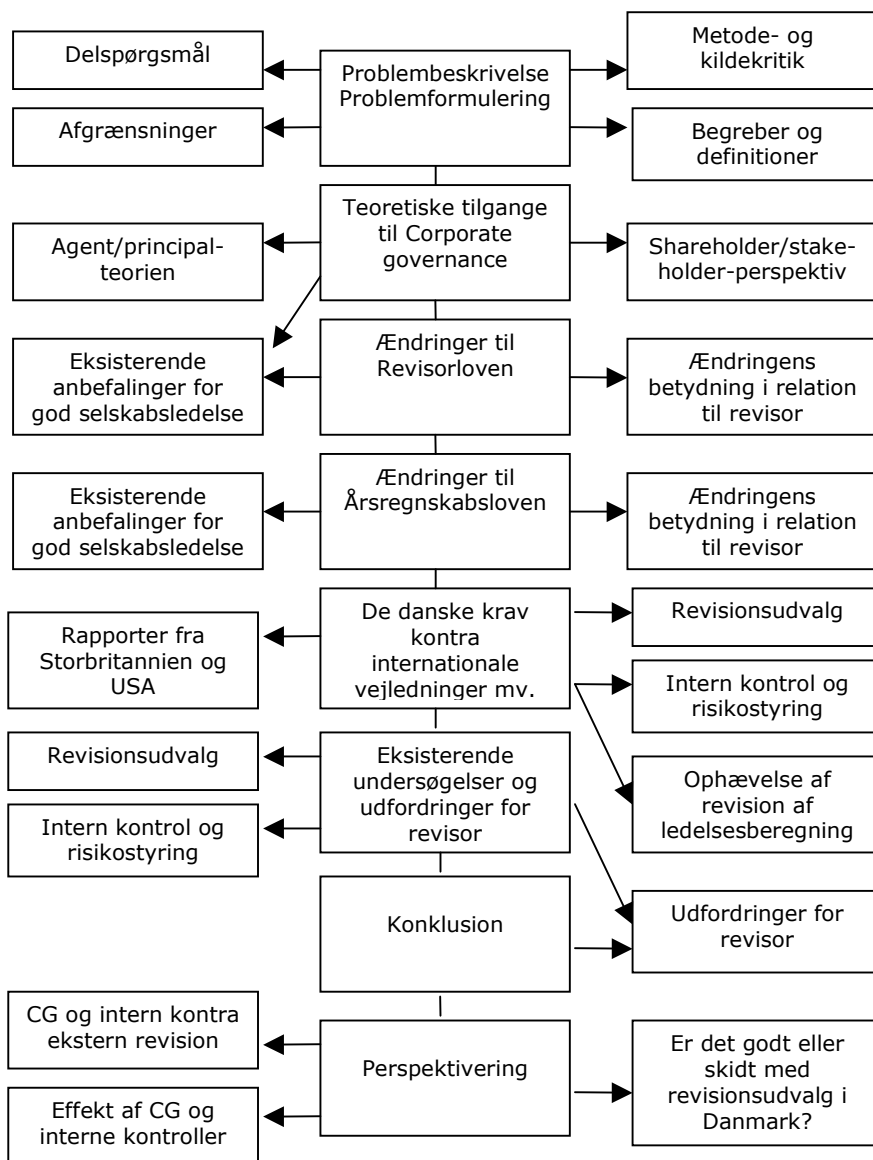 Delspørgsmål
Problembeskrivelse
Problemformulering
Metode- og
kildekritik
Afgrænsninger
Begreber og
definitioner
Teoretiske tilgange
til Corporate
governance
Agent/principal-
teorien
Shareholder/stake-
holder-perspektiv
Ændringer til
Revisorloven
Eksisterende
anbefalinger for
god selskabsledelse
Ændringens
betydning i relation
til revisor
Ændringer til
Årsregnskabsloven
Eksisterende
anbefalinger for
god selskabsledelse
Ændringens
betydning i relation
til revisor
De danske krav
kontra
internationale
vejledninger mv.
Rapporter fra
Storbritannien og
USA
Revisionsudvalg
Intern kontrol og
risikostyring
Ophævelse af
revision af
ledelsesberegning
Eksisterende
undersøgelser og
udfordringer for
revisor
Revisionsudvalg
Intern kontrol og
risikostyring
Konklusion
Udfordringer for
revisor
CG og intern kontra
ekstern revision
Perspektivering
Er det godt eller
skidt med
revisionsudvalg i
Danmark?
Effekt af CG og
interne kontroller